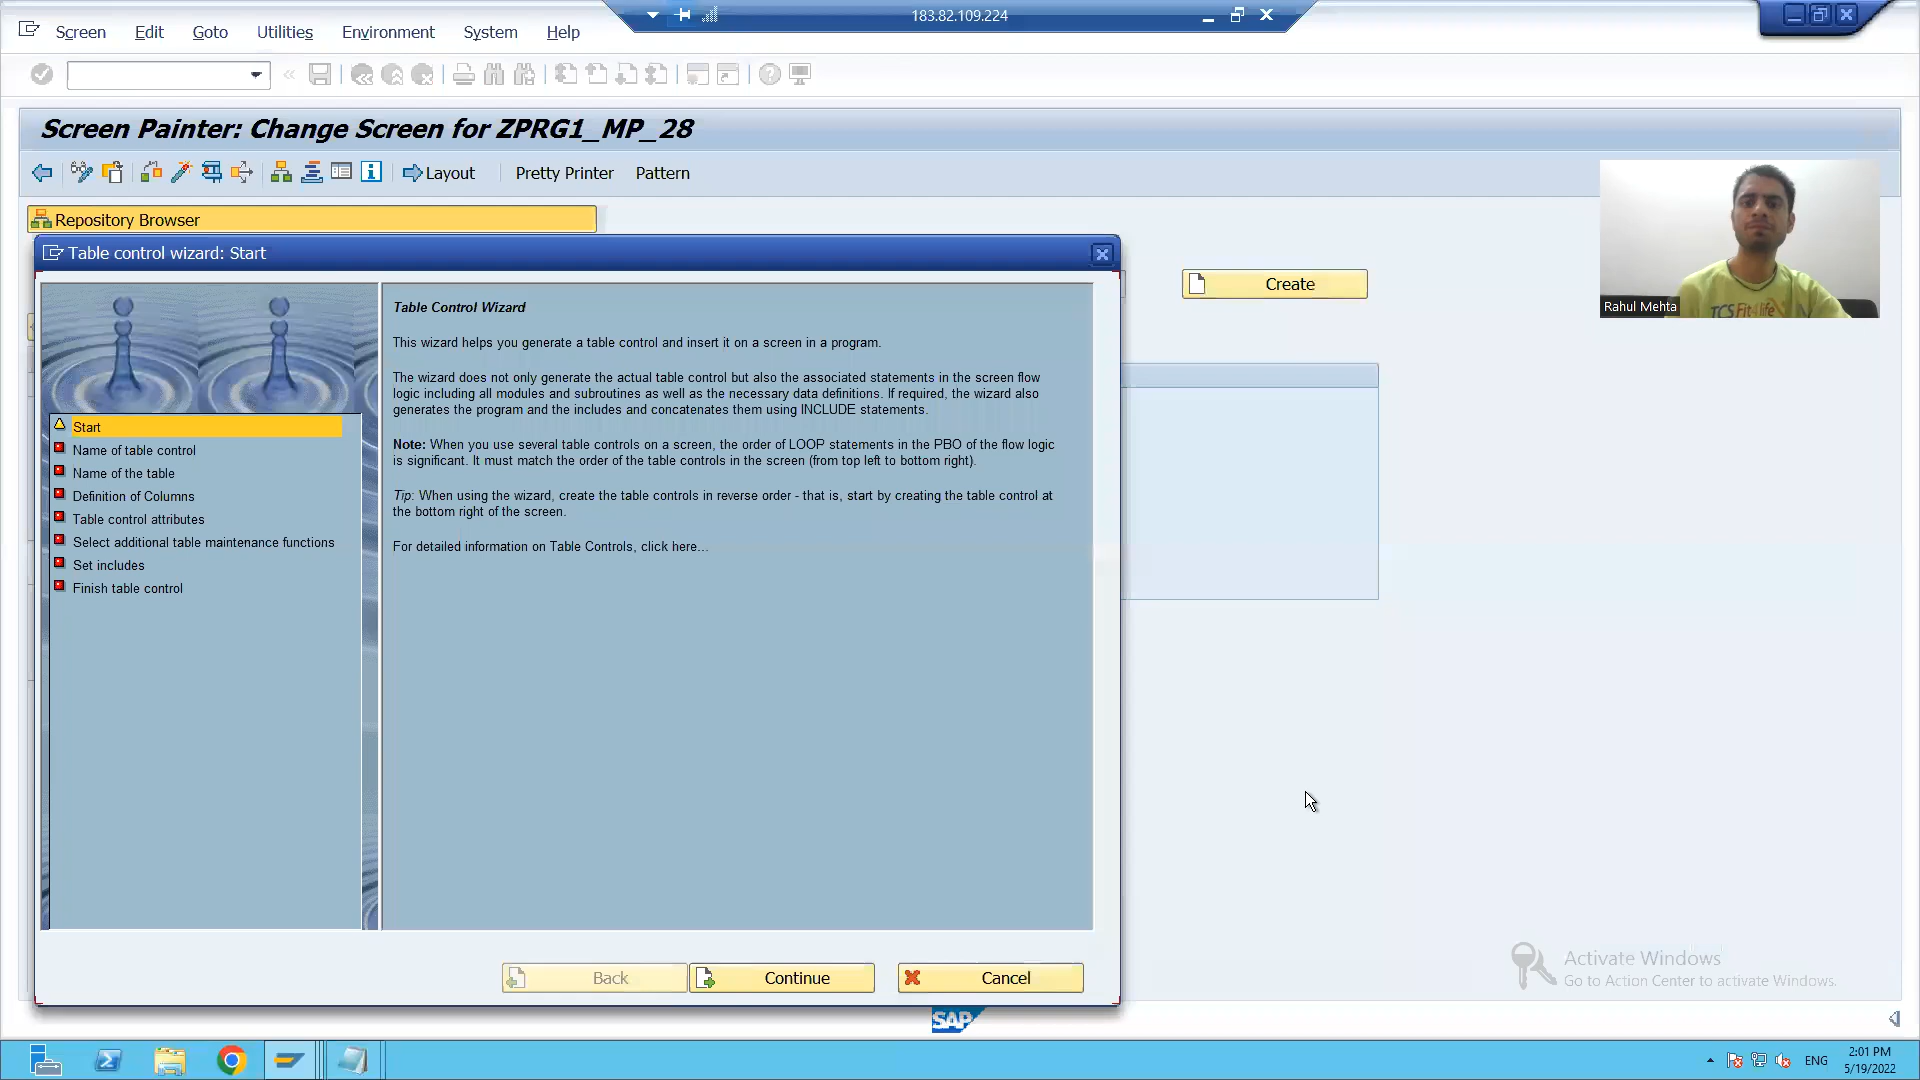 183.82.109.224
Screen Edit Goto Utilities Environment System Help
Screen Painter: Change Screen for ZPRG1_MP_28
Layout Pretty Printer Pattern
Repository Browser
Table control wizard: Start
Create
Rahul Mehta
TCS Fit4life
Start
Name of table control
Name of the table
Definition of Columns
Table control attributes
Select additional table maintenance functions
Set includes
Finish table control
Table Control Wizard
This wizard helps you generate a table control and insert it on a screen in a program.
The wizard does not only generate the actual table control but also the associated statements in the screen flow
logic including all modules and subroutines as well as the necessary data definitions. If required, the wizard also
generates the program and the includes and concatenates them using INCLUDE statements.
Note: When you use several table controls on a screen, the order of LOOP statements in the PBO of the flow logic
is significant. It must match the order of the table controls in the screen (from top left to bottom right).
Tip: When using the wizard, create the table controls in reverse order - that is, start by creating the table control at
the bottom right of the screen.
For detailed information on Table Controls, click here...
Back Continue Cancel
Activate Windows
Go to Action Center to activate Windows.
SAP
ENG
2:01 PM
5/19/2022